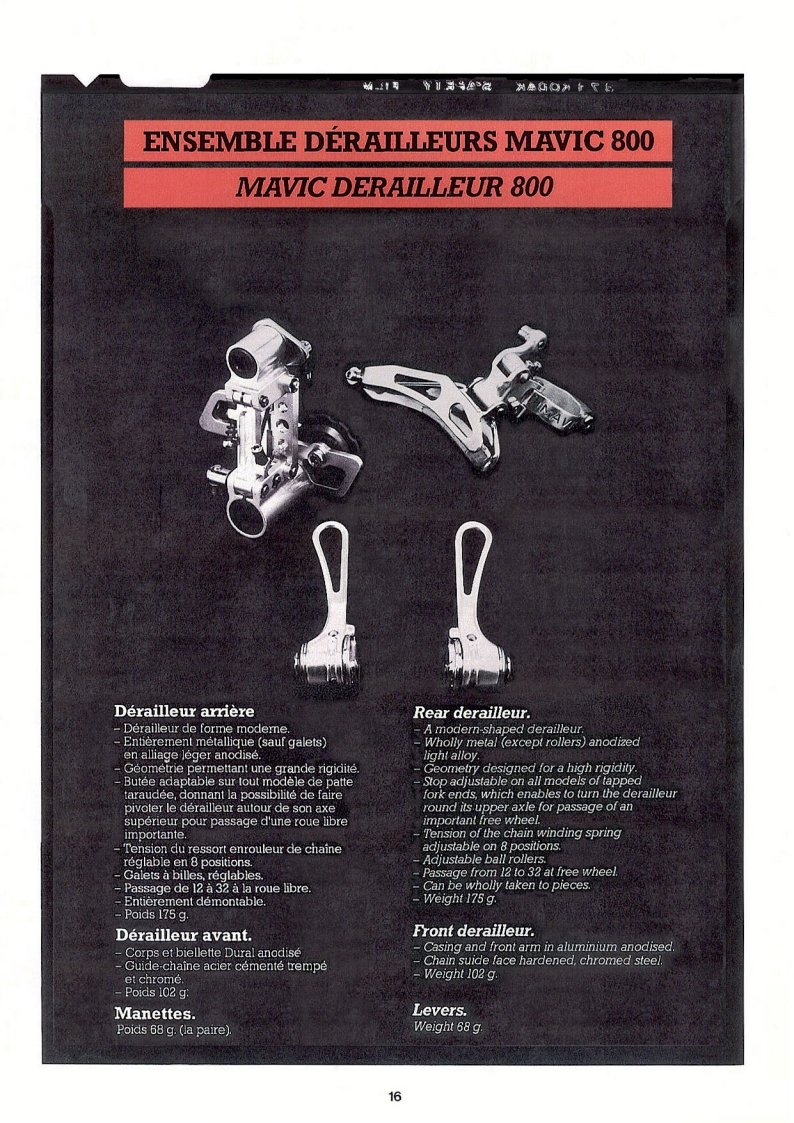 ENSEMBLE DÉRAILLEURS MAVIC 800
MAVIC DERAILLEUR 800
MA
Dérailleur arrière
– Dérailleur de forme moderne.
– Entièrement métallique (sauf galets)
en alliage léger anodisé.
– Géométrie permettant une grande rigidité.
– Butée adaptable sur tout modèle de patte
taraudée, donnant la possibilité de faire
pivoter le dérailleur autour de son axe
supérieur pour passage d'une roue libre
importante.
– Tension du ressort enrouleur de chaîne
réglable en 8 positions.
– Galets à billes, réglables.
– Passage de 12 à 32 à la roue libre.
– Entièrement démontable.
– Poids 175 g.
Dérailleur avant.
– Corps et biellette Dural anodisé
– Guide-chaîne acier cémenté trempé
et chromé.
– Poids 102 g.
Manettes.
Poids 68 g. (la paire).
Rear derailleur.
– A modern-shaped derailleur.
– Wholly metal (except rollers) anodized
light alloy.
– Geometry designed for a high rigidity.
– Stop adjustable on all models of tapped
fork ends, which enables to turn the derailleur
round its upper axle for passage of an
important free wheel.
– Tension of the chain winding spring
adjustable on 8 positions.
– Adjustable ball rollers.
– Passage from 12 to 32 at free wheel.
– Can be wholly taken to pieces.
– Weight 175 g.
Front derailleur.
– Casing and front arm in aluminium anodised.
– Chain suide face hardened, chromed steel.
– Weight 102 g.
Levers.
Weight 68 g.
16